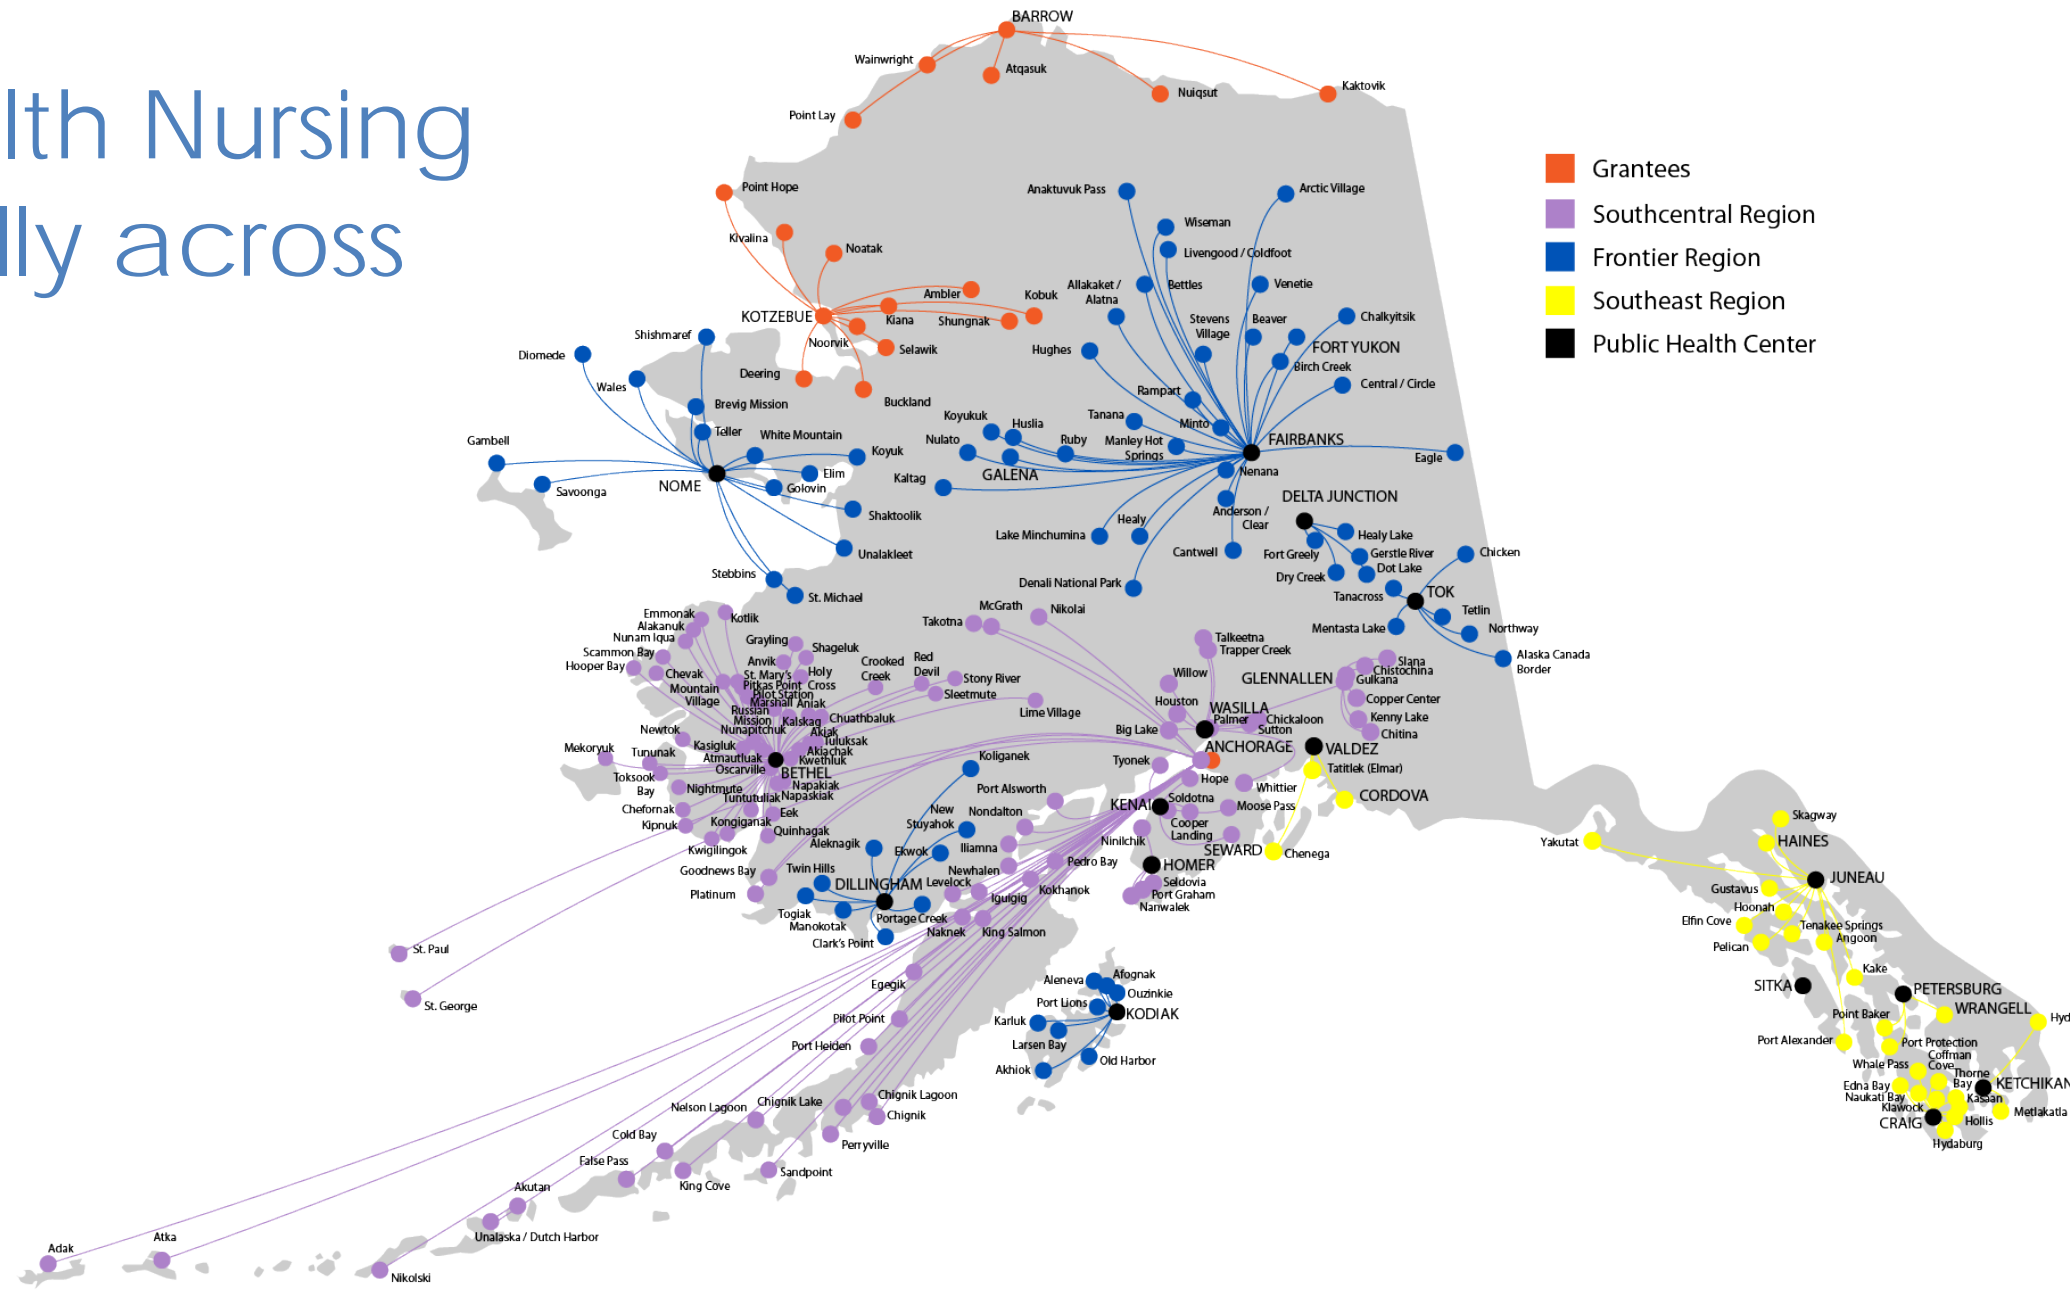 lth Nursing
lly across
Grantees
Southcentral Region
Frontier Region
Southeast Region
Public Health Center
BARROW
Wainwright
Atqasuk
Nuiqsut
Kaktovik
Point Lay
Point Hope
Kivalina
Noatak
KOTZEBUE
Ambler
Kobuk
Kiana
Shungnak
Noorvik
Selawik
Deering
Buckland
Anaktuvuk Pass
Arctic Village
Wiseman
Livengood / Coldfoot
Allakaket /
Alatna
Bettles
Venetie
Stevens
Village
Beaver
Chalkyitsik
FORT YUKON
Hughes
Birch Creek
Central / Circle
Rampart
Tanana
Minto
Manley Hot
Springs
FAIRBANKS
Eagle
Koyukuk
Huslia
Nulato
Ruby
GALENA
Kaltag
Nenana
Anderson /
Clear
Lake Minchumina
Healy
Cantwell
Denali National Park
Shishmaref
Diomede
Wales
Brevig Mission
Teller
White Mountain
Koyuk
Gambell
Savoonga
NOME
Elim
Golovin
Shaktoolik
Unalakleet
Stebbins
St. Michael
DELTA JUNCTION
Healy Lake
Fort Greely
Gerstle River
Dot Lake
Dry Creek
Chicken
Tanacross
TOK
Tetlin
Mentasta Lake
Northway
Alaska Canada
Border
Emmonak
Kotlik
Alakanuk
Nunam Iqua
Scammon Bay
Hooper Bay
Chevak
Grayling
Shageluk
Anvik
Holy
Cross
St. Mary's
Pitkas Point
Pilot Station
Mountain
Village
Marshall
Aniak
Russian
Mission
Kalskag
Chuathbaluk
Crooked
Creek
Red
Devil
Stony River
Sleetmute
Lime Village
Takotna
McGrath
Nikolai
Newtok
Nunapitchuk
Akiak
Tuluksak
Kasigluk
Akiachak
Atmautluak
Kwethluk
Mekoryuk
Tununak
Oscarville
BETHEL
Toksook
Bay
Nightmute
Napakiak
Napaskiak
Tuntutuliak
Chefornak
Eek
Kipnuk
Kongiganak
Quinhagak
Kwigilingok
Goodnews Bay
Platinum
St. Paul
St. George
Talkeetna
Trapper Creek
Willow
Houston
WASILLA
Palmer
Big Lake
Chickaloon
Sutton
GLENNALLEN
Slana
Chistochina
Gulkana
Copper Center
Kenny Lake
Chitina
ANCHORAGE
Tyonek
Hope
Whittier
VALDEZ
Tatitlek (Elmar)
CORDOVA
KENAI
Soldotna
Moose Pass
Cooper
Landing
Ninilchik
SEWARD
Chenega
HOMER
Seldovia
Port Graham
Nanwalek
Koliganek
Port Alsworth
New
Stuyahok
Nondalton
Aleknagik
Ekwok
Iliamna
Newhalen
Pedro Bay
Twin Hills
DILLINGHAM
Levelock
Kokhanok
Igiugig
Togiak
Manokotak
Portage Creek
Clark's Point
Naknek
King Salmon
Egegik
Pilot Point
Port Heiden
Aleneva
Afognak
Ouzinkie
Port Lions
KODIAK
Karluk
Larsen Bay
Old Harbor
Akhiok
Chignik Lagoon
Chignik Lake
Chignik
Nelson Lagoon
Perryville
Cold Bay
False Pass
King Cove
Sandpoint
Akutan
Unalaska / Dutch Harbor
Adak
Atka
Nikolski
Yakutat
Skagway
HAINES
JUNEAU
Gustavus
Hoonah
Elfin Cove
Tenakee Springs
Pelican
Angoon
Kake
SITKA
PETERSBURG
Point Baker
WRANGELL
Hyd
Port Alexander
Port Protection
Coffman
Cove
Whale Pass
Thorne
Bay
Edna Bay
Naukati Bay
KETCHIKAN
Kasaan
Klawock
Metlakatla
CRAIG
Hollis
Hydaburg